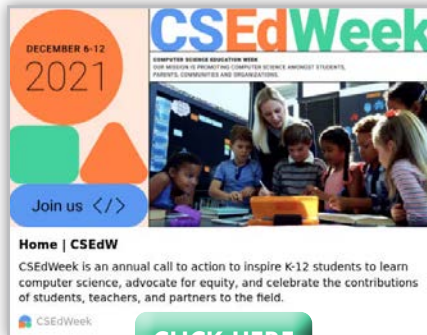 DECEMBER 6-12
2021
Join us </>
CSEdWeek
COMPUTER SCIENCE EDUCATION WEEK
OUR MISSION IS PROMOTING COMPUTER SCIENCE AMONGST STUDENTS,
PARENTS, COMMUNITIES AND ORGANIZATIONS.
Home | CSEdW
CSEdWeek is an annual call to action to inspire K-12 students to learn
computer science, advocate for equity, and celebrate the contributions
of students, teachers, and partners to the field.
CSEdWeek
CLICK HERE